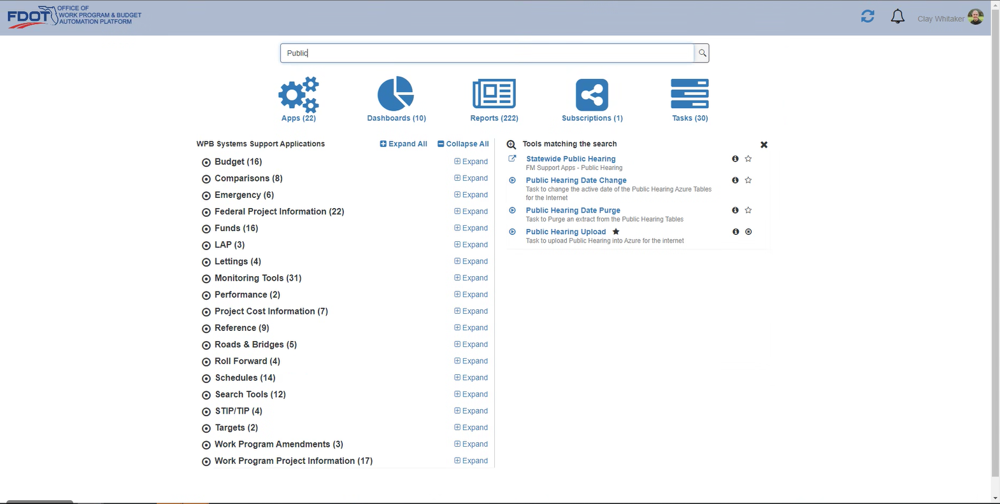 FDOT
OFFICE OF
WORK PROGRAM & BUDGET
AUTOMATION PLATFORM
Clay Whitaker
Public
Apps (22)
Dashboards (10)
Reports (222)
Subscriptions (1)
Tasks (30)
WPB Systems Support Applications
Expand All
Collapse All
Budget (16) Expand
Comparisons (8) Expand
Emergency (6) Expand
Federal Project Information (22) Expand
Funds (16) Expand
LAP (3) Expand
Lettings (4) Expand
Monitoring Tools (31) Expand
Performance (2) Expand
Project Cost Information (7) Expand
Reference (9) Expand
Roads & Bridges (5) Expand
Roll Forward (4) Expand
Schedules (14) Expand
Search Tools (12) Expand
STIP/TIP (4) Expand
Targets (2) Expand
Work Program Amendments (3) Expand
Work Program Project Information (17) Expand
Tools matching the search
Statewide Public Hearing
FM Support Apps - Public Hearing
Public Hearing Date Change
Task to change the active date of the Public Hearing Azure Tables
for the Internet
Public Hearing Date Purge
Task to Purge an extract from the Public Hearing Tables
Public Hearing Upload
Task to upload Public Hearing into Azure for the internet